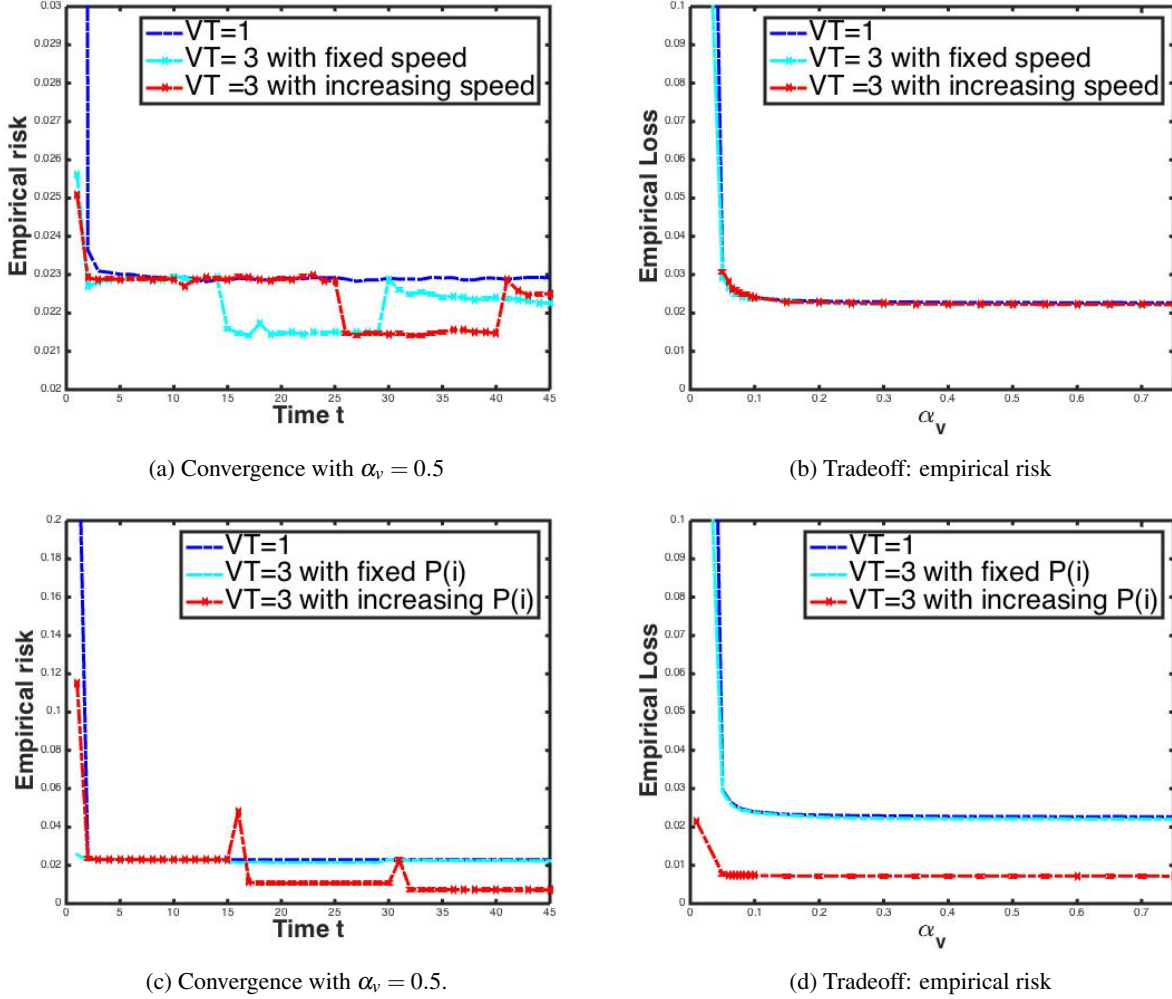 0.03
0.029
0.028
0.027
0.026
0.025
0.024
0.023
0.022
0.021
0.02
Empirical risk
VT=1
VT= 3 with fixed speed
VT =3 with increasing speed
0 5 10 15 20 25 30 35 40 45
Time t
(a) Convergence with αv = 0.5
0.1
0.09
0.08
0.07
0.06
0.05
0.04
0.03
0.02
0.01
0
Empirical Loss
VT=1
VT= 3 with fixed speed
VT =3 with increasing speed
0 0.1 0.2 0.3 0.4 0.5 0.6 0.7
αv
(b) Tradeoff: empirical risk
0.2
0.18
0.16
0.14
0.12
0.1
0.08
0.06
0.04
0.02
0
Empirical risk
VT=1
VT=3 with fixed P(i)
VT=3 with increasing P(i)
0 5 10 15 20 25 30 35 40 45
Time t
(c) Convergence with αv = 0.5.
0.1
0.09
0.08
0.07
0.06
0.05
0.04
0.03
0.02
0.01
0
Empirical Loss
VT=1
VT=3 with fixed P(i)
VT=3 with increasing P(i)
0 0.1 0.2 0.3 0.4 0.5 0.6 0.7
αv
(d) Tradeoff: empirical risk